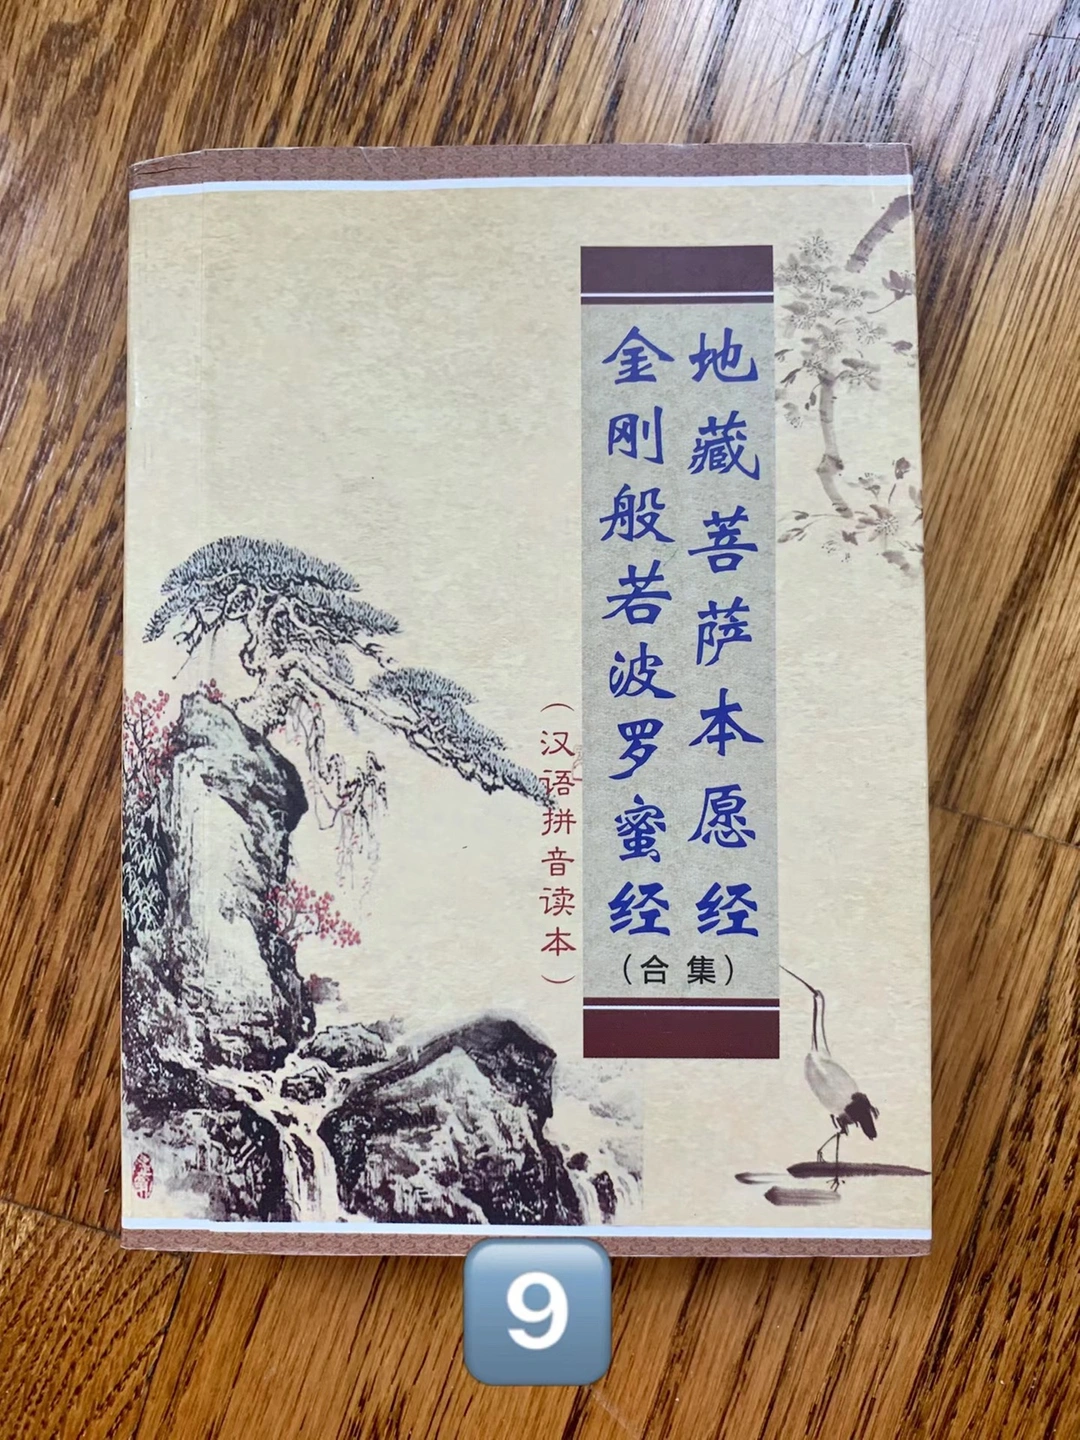 地藏菩萨本愿经
金刚般若波罗蜜经
（合集）
（汉语拼音读本）
9